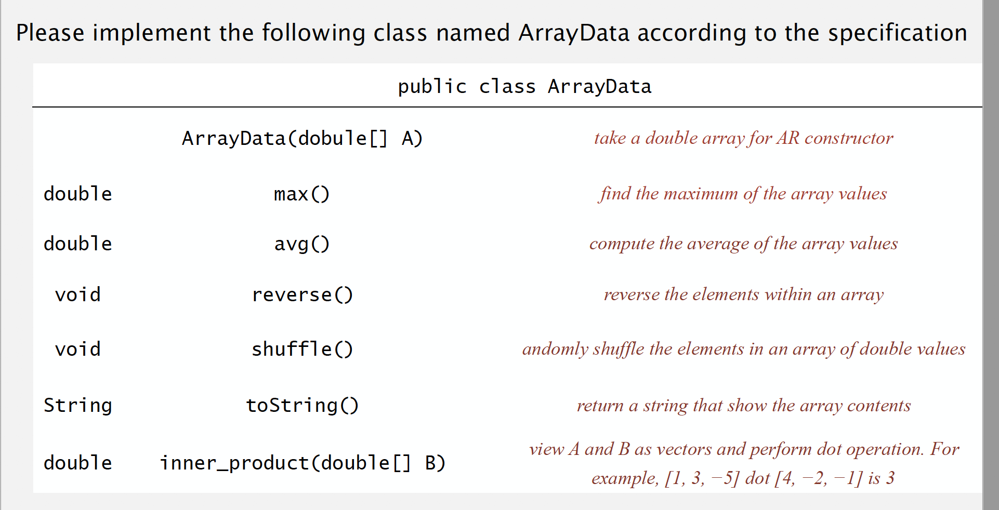 Please implement the following class named ArrayData according to the specification
public class ArrayData
ArrayData(dobule[] A) take a double array for AR constructor
double max() find the maximum of the array values
double avg() compute the average of the array values
void reverse() reverse the elements within an array
void shuffle() andomly shuffle the elements in an array of double values
String toString() return a string that show the array contents
double inner_product(double[] B) view A and B as vectors and perform dot operation. For
example, [1, 3, −5] dot [4, −2, −1] is 3